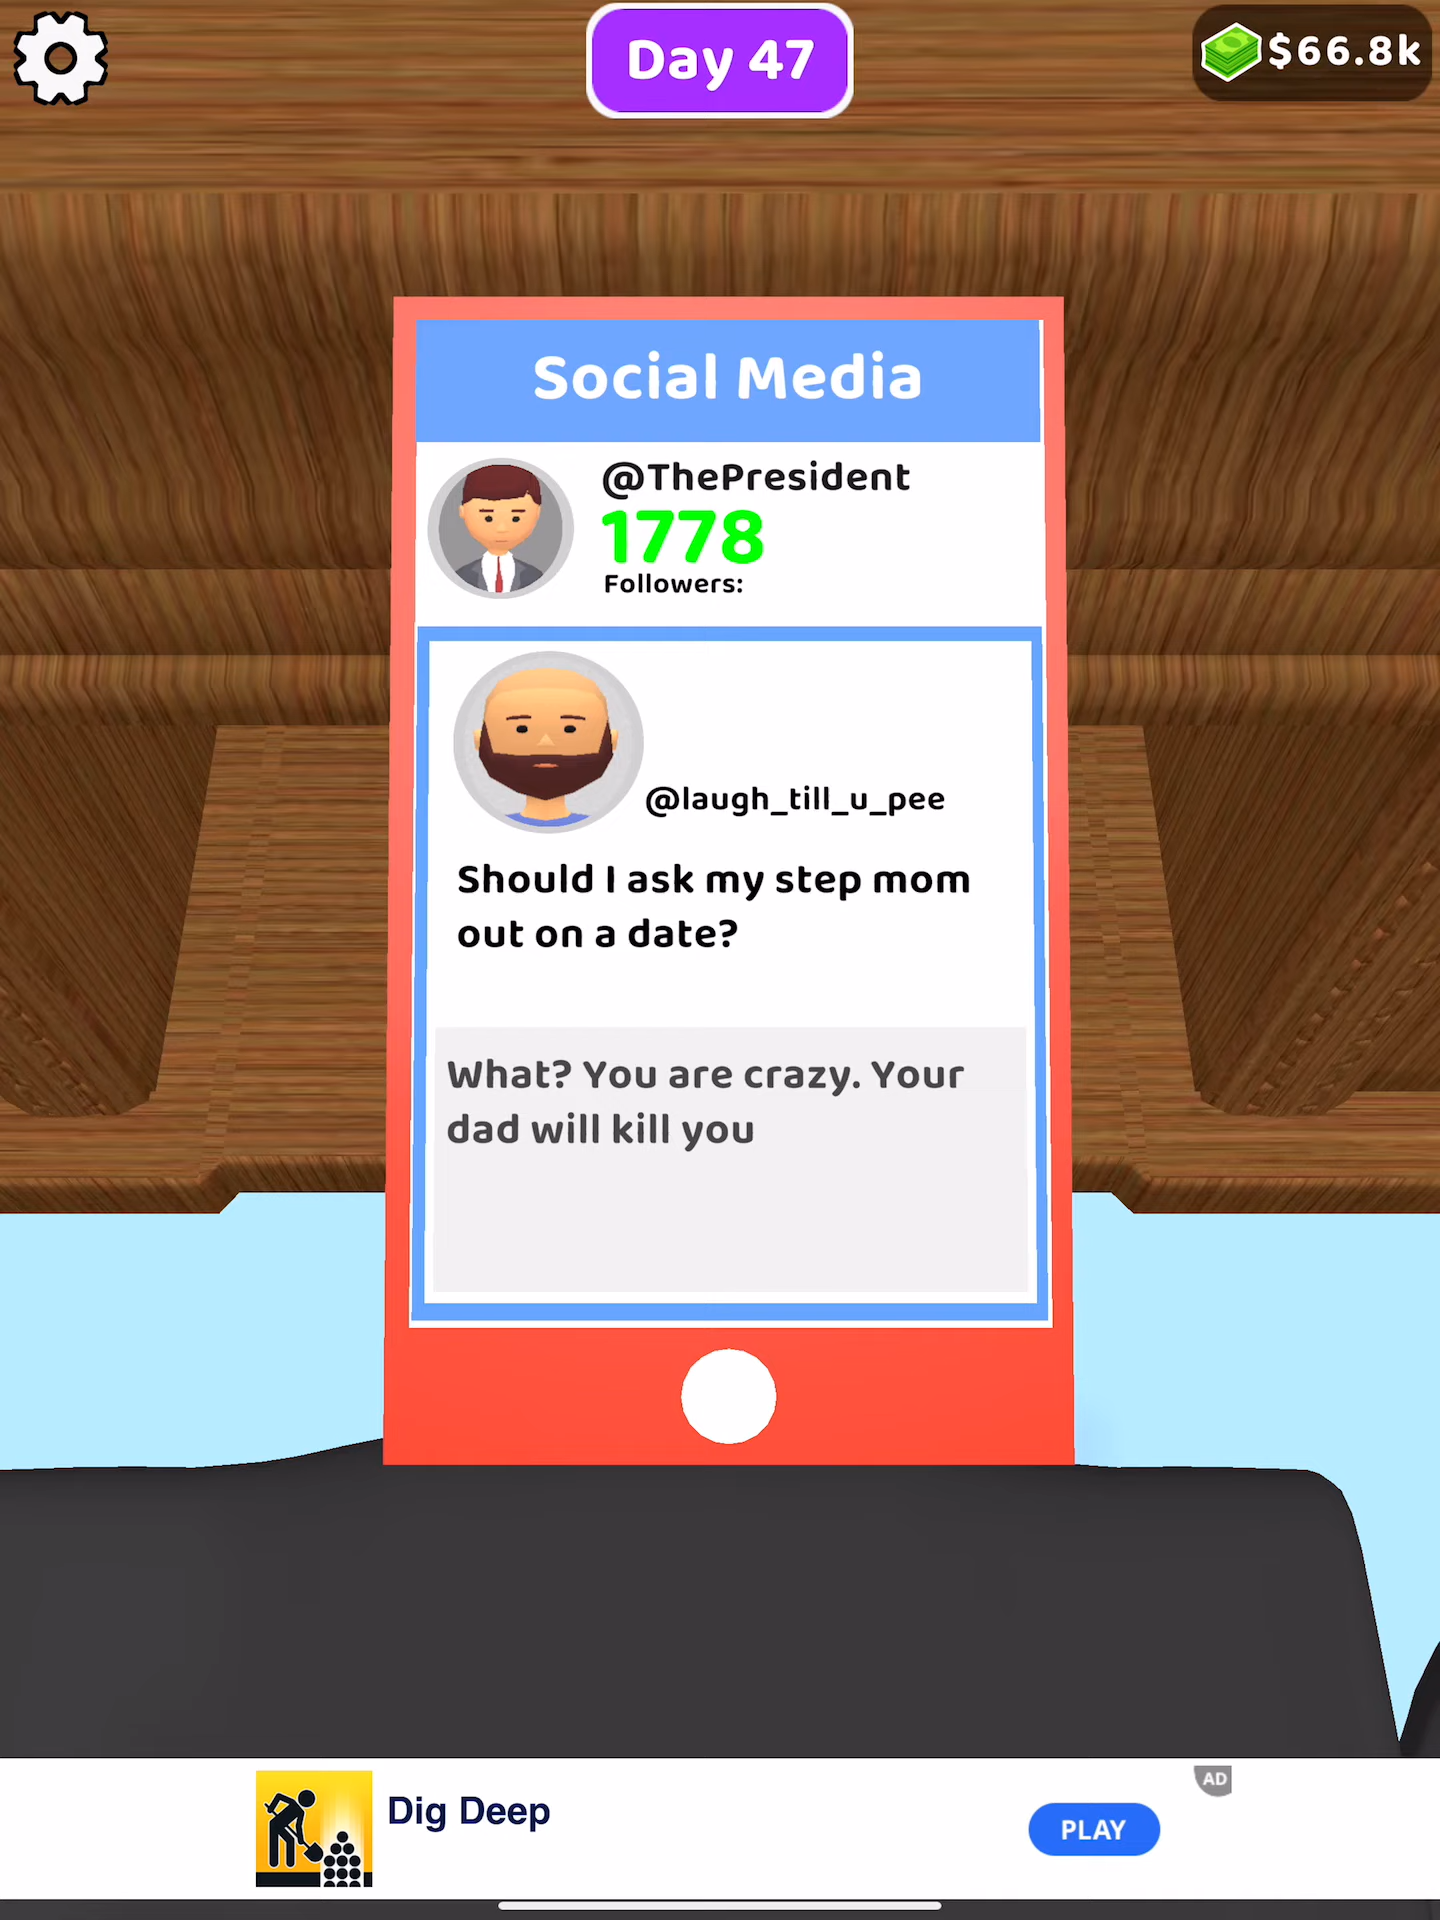 Day 47
$66.8k
Social Media
@ThePresident
1778
Followers:
@laugh_till_u_pee
Should I ask my step mom
out on a date?
What? You are crazy. Your
dad will kill you
AD
Dig Deep
PLAY